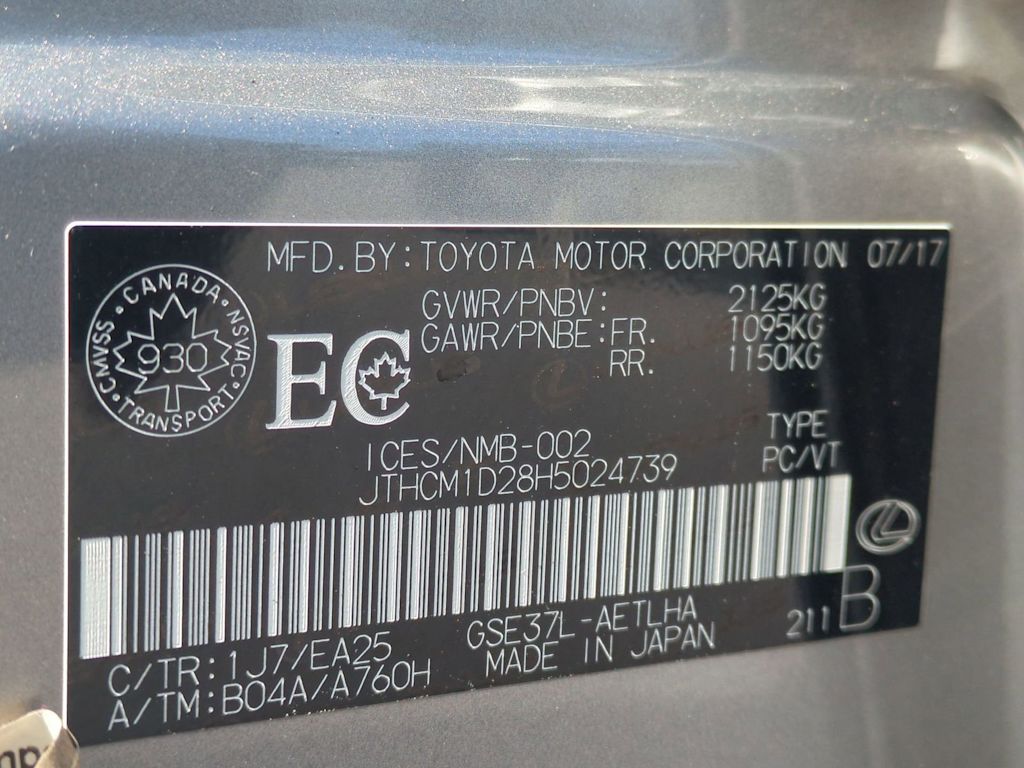 MFD. BY: TOYOTA MOTOR CORPORATION 07/17
CANADA
CMVSS
NSVAC
930
TRANSPORT
EC
GVWR/PNBV: 2125KG
GAWR/PNBE: FR. 1095KG
RR. 1150KG
ICES/NMB-002
TYPE
JTHCM1D28H5024739
PC/VT
C/TR: 1J7/EA25
GSE37L-AETLHA
211 B
A/TM: B04A/A760H
MADE IN JAPAN